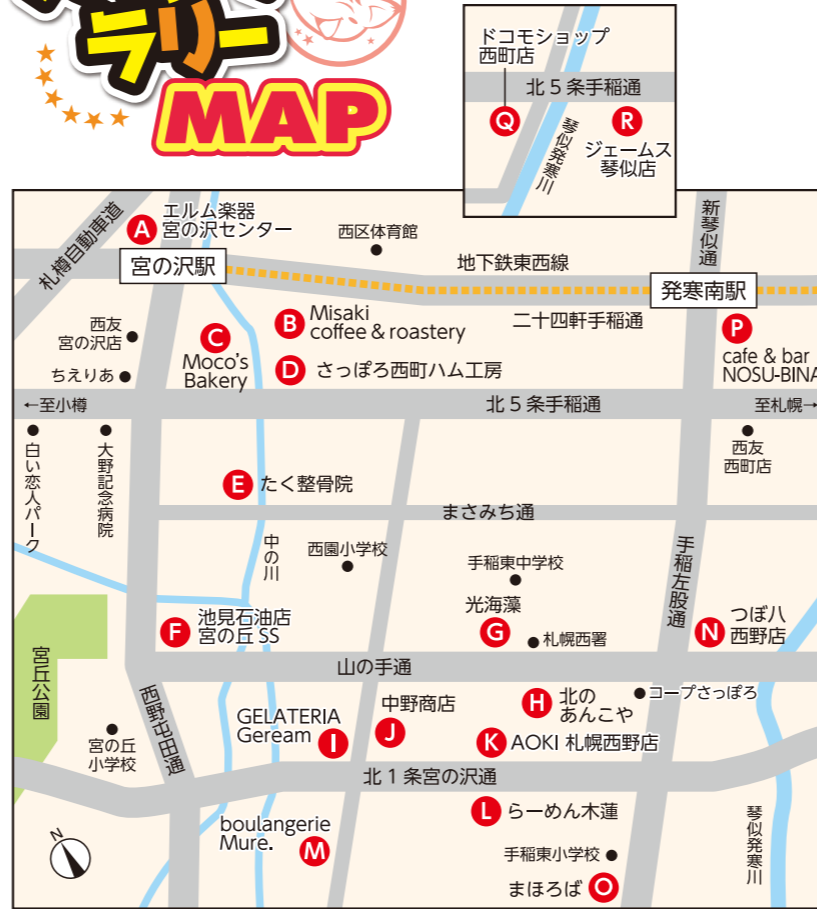 ラリー
MAP
ドコモショップ
西町店
北5条手稲通
Q
R
ジェームス
琴似店
琴似発寒川
札樽自動車道
A
エルム楽器
宮の沢センター
宮の沢駅
西区体育館
地下鉄東西線
新琴似通
発寒南駅
西友
宮の沢店
ちえりあ
C
Moco's
Bakery
B
Misaki
coffee & roastery
二十四軒手稲通
D
さっぽろ西町ハム工房
P
cafe & bar
NOSU-BINA
←至小樽
北5条手稲通
至札幌→
白い恋人パーク
大野記念病院
西友
西町店
E
たく整骨院
まさみち通
中の川
西園小学校
手稲東中学校
手稲左股通
F
池見石油店
宮の丘 SS
光海藻
G
札幌西署
N
つぼ八
西野店
宮丘公園
山の手通
西野屯田通
宮の丘
小学校
GELATERIA
Geream
I
中野商店
J
H
北の
あんこや
コープさっぽろ
K
AOKI 札幌西野店
北1条宮の沢通
L
らーめん木蓮
琴似発寒川
N
boulangerie
Mure.
M
手稲東小学校
まほろば
O